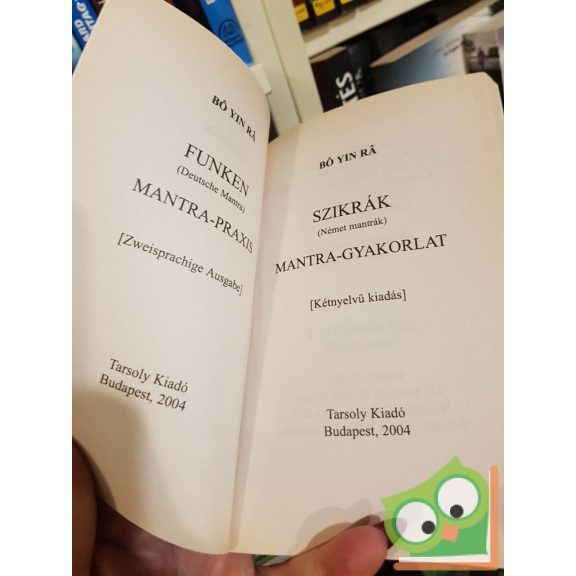 BÔ YIN RÂ
FUNKEN
(Deutsche Mantra)
MANTRA-PRAXIS
[Zweisprachige Ausgabe]
Tarsoly Kiadó
Budapest, 2004
BÔ YIN RÂ
SZIKRÁK
(Német mantrák)
MANTRA-GYAKORLAT
[Kétnyelvű kiadás]
Tarsoly Kiadó
Budapest, 2004